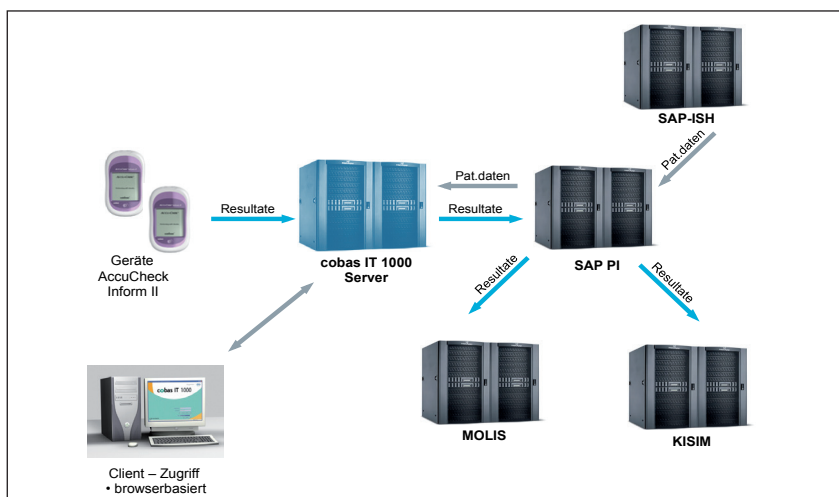 SAP-ISH
Pat.daten
Pat.daten
Resultate
Resultate
Geräte
AccuCheck
Inform II
cobas IT 1000
Server
SAP PI
Resultate
Resultate
cobas IT 1000
MOLIS
KISIM
Client – Zugriff
• browserbasiert